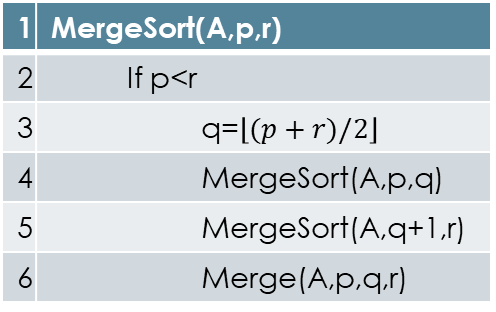 1 MergeSort(A,p,r)
2 If p<r
3 q=⌊(𝑝 + 𝑟)/2⌋
4 MergeSort(A,p,q)
5 MergeSort(A,q+1,r)
6 Merge(A,p,q,r)